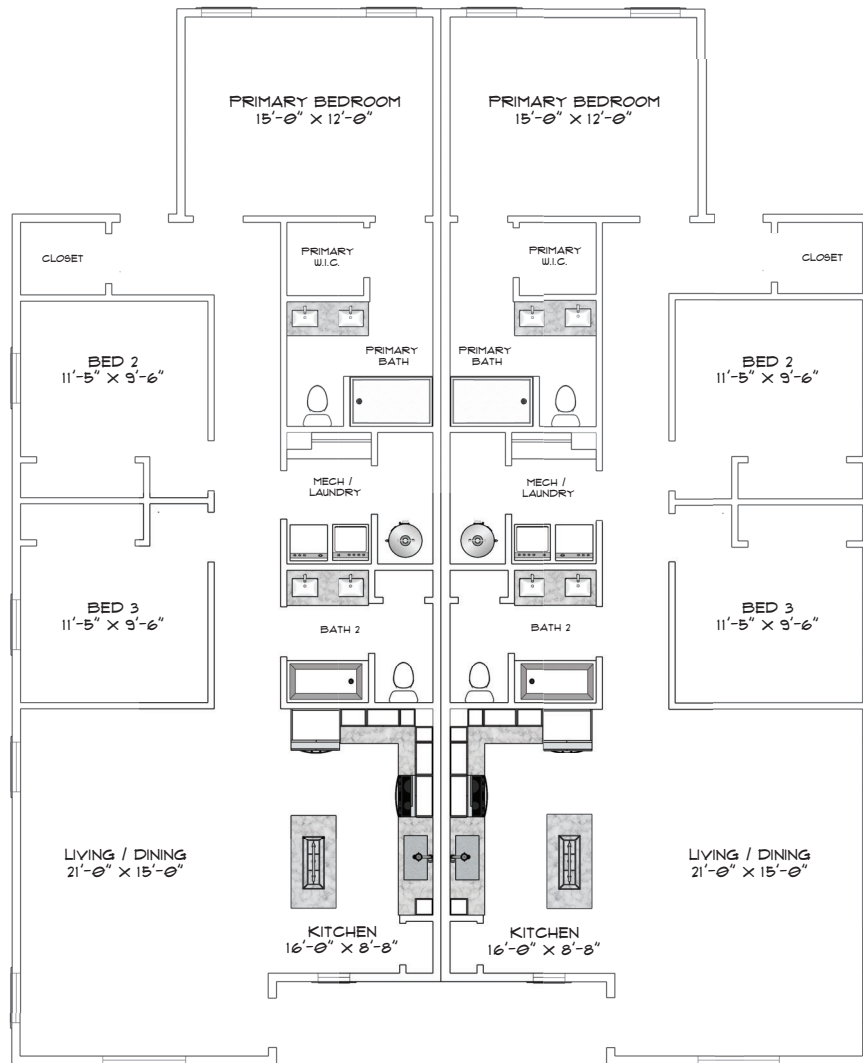 PRIMARY BEDROOM
15'-0" X 12'-0"
PRIMARY BEDROOM
15'-0" X 12'-0"
CLOSET
PRIMARY
W.I.C.
PRIMARY
W.I.C.
CLOSET
BED 2
11'-5" X 9'-6"
PRIMARY
BATH
PRIMARY
BATH
BED 2
11'-5" X 9'-6"
MECH /
LAUNDRY
MECH /
LAUNDRY
BED 3
11'-5" X 9'-6"
BATH 2
BATH 2
BED 3
11'-5" X 9'-6"
LIVING / DINING
21'-0" X 15'-0"
LIVING / DINING
21'-0" X 15'-0"
KITCHEN
16'-0" X 8'-8"
KITCHEN
16'-0" X 8'-8"